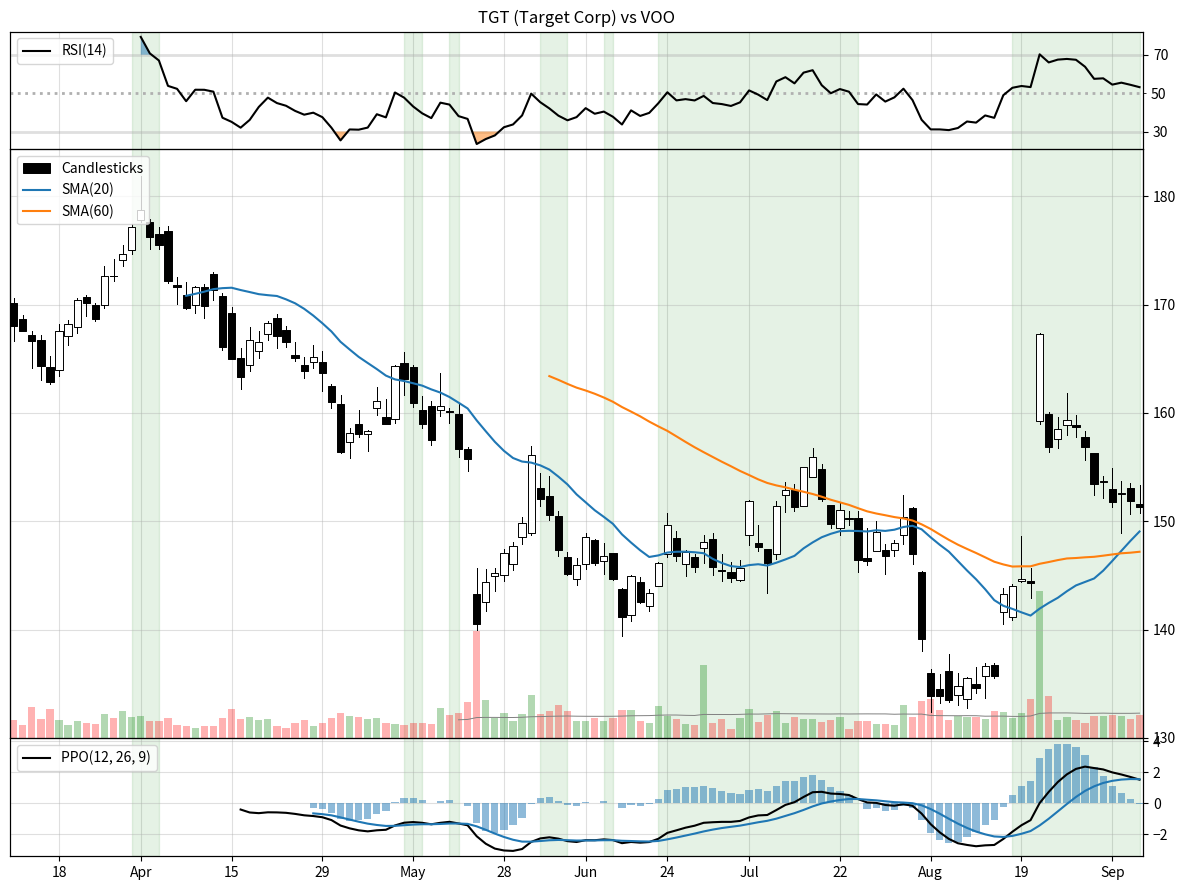 TGT (Target Corp) vs VOO
RSI(14)
70
50
30
Candlesticks
SMA(20)
SMA(60)
180
170
160
150
140
130
PPO(12, 26, 9)
4
2
0
−2
18 Apr 15 29 May 28 Jun 24 Jul 22 Aug 19 Sep